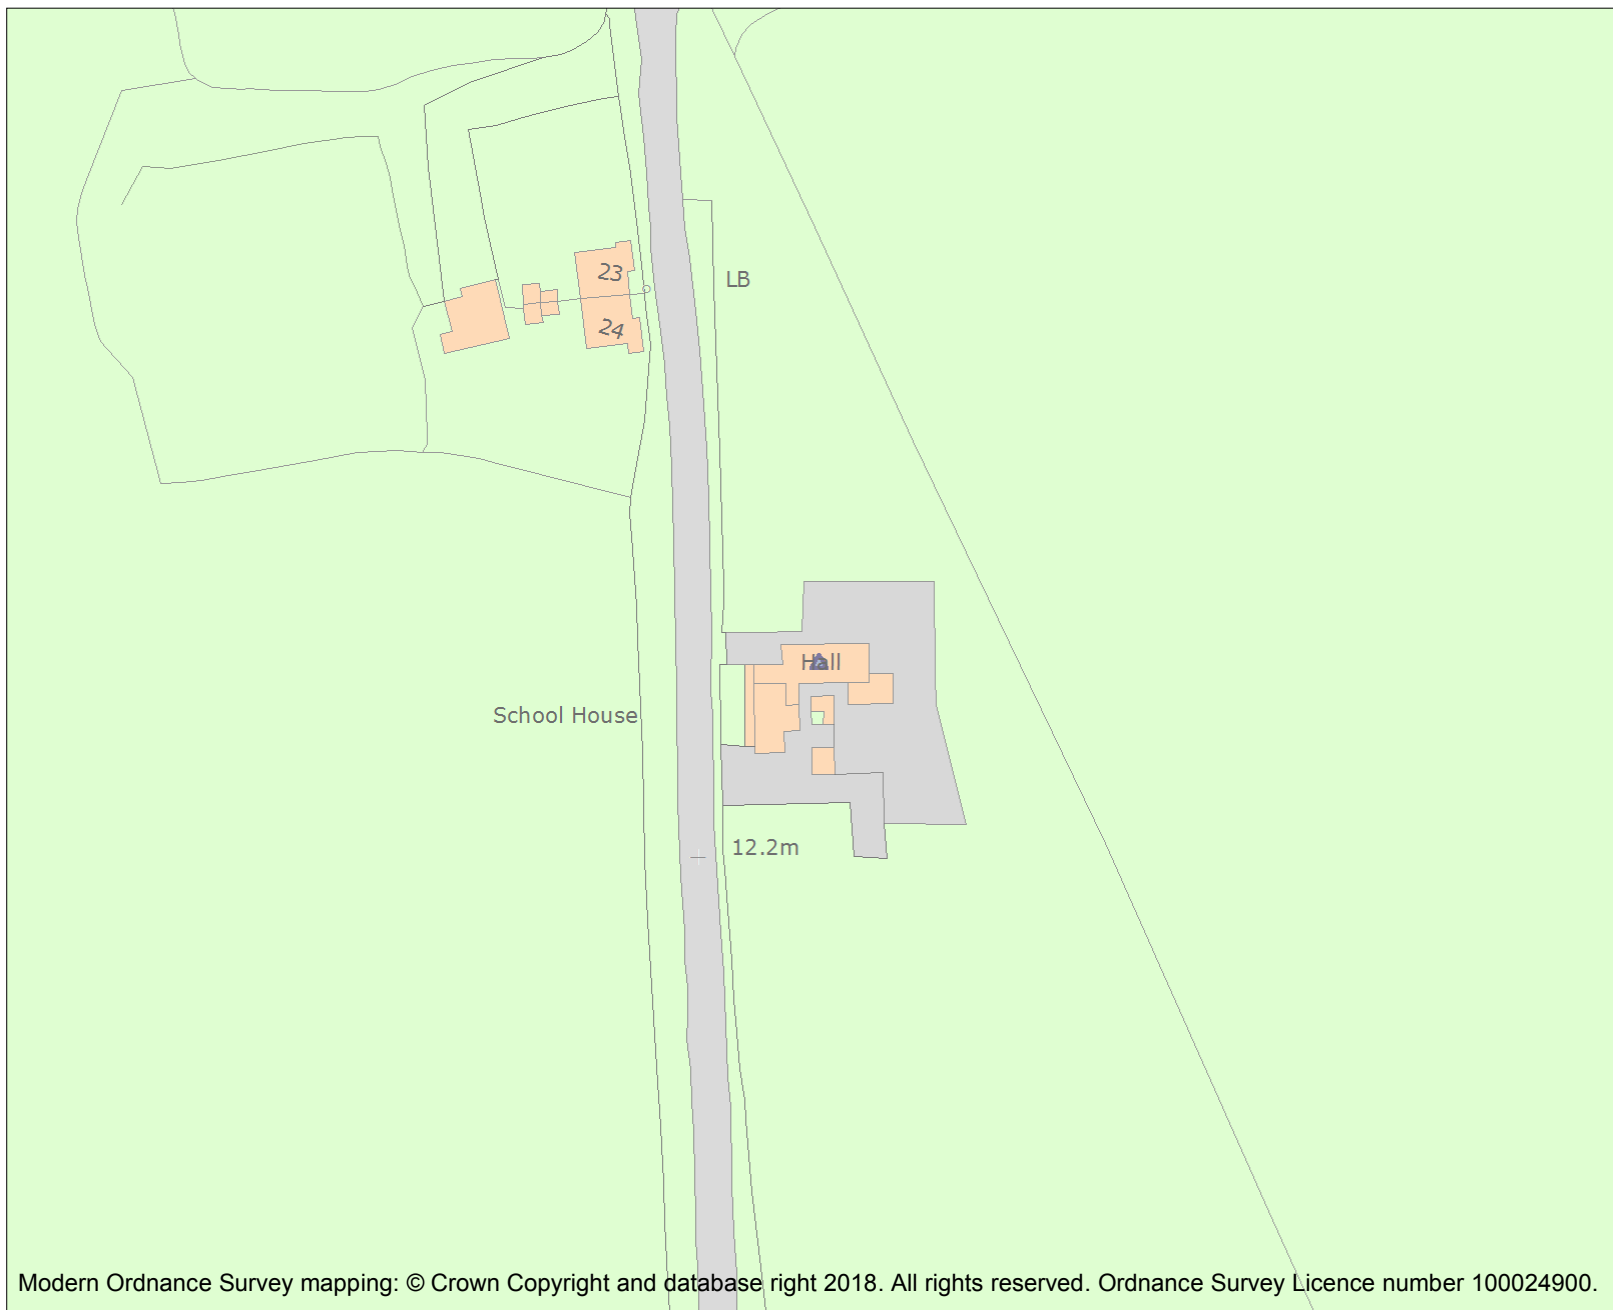 23
LB
24
Hall
School House
12.2m
Modern Ordnance Survey mapping: © Crown Copyright and database right 2018. All rights reserved. Ordnance Survey Licence number 100024900.